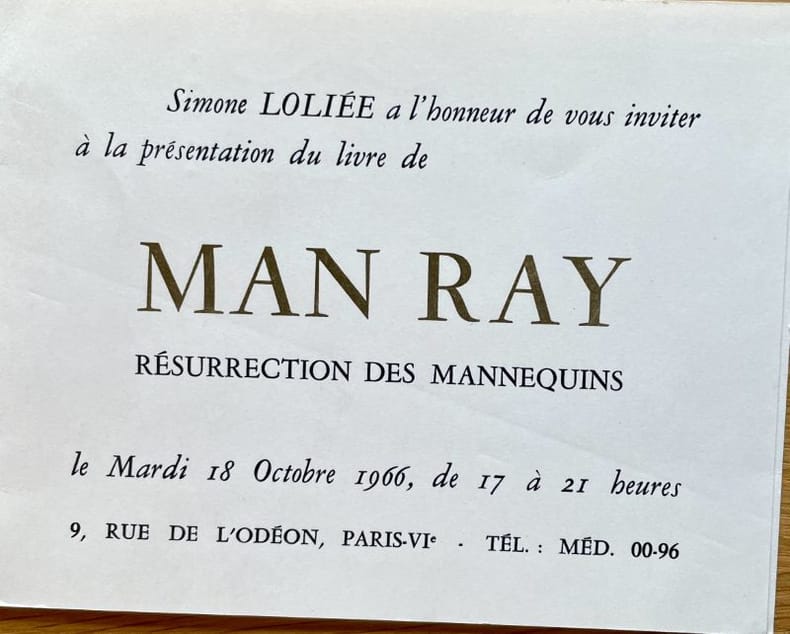 Simone LOLIÉE a l'honneur de vous inviter
à la présentation du livre de
MAN RAY
RÉSURRECTION DES MANNEQUINS
le Mardi 18 Octobre 1966, de 17 à 21 heures
9, RUE DE L'ODÉON, PARIS-VIᵉ - TÉL. : MÉD. 00-96